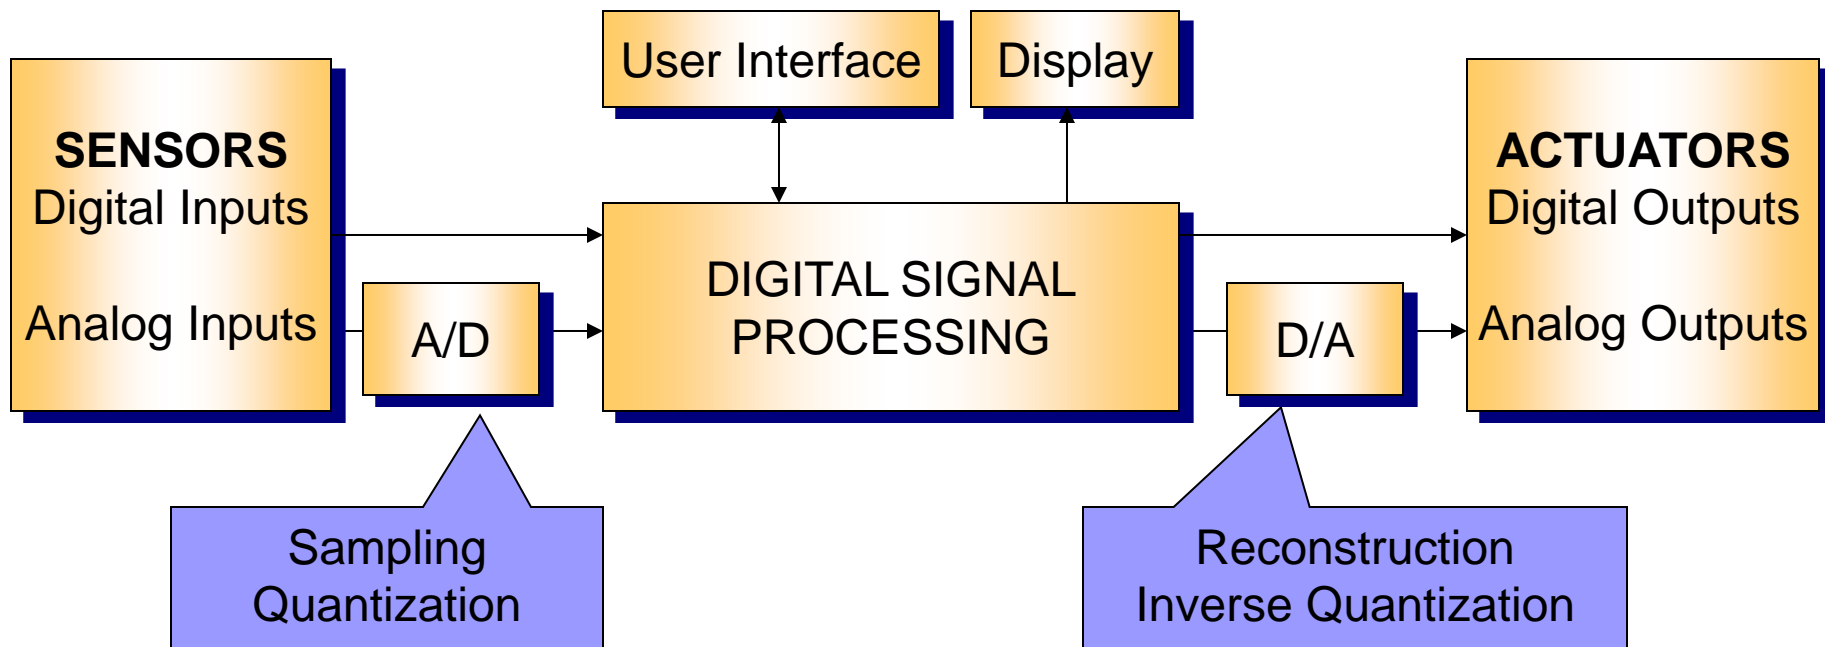 User Interface
Display
SENSORS
Digital Inputs
Analog Inputs
A/D
DIGITAL SIGNAL
PROCESSING
D/A
ACTUATORS
Digital Outputs
Analog Outputs
Sampling
Quantization
Reconstruction
Inverse Quantization